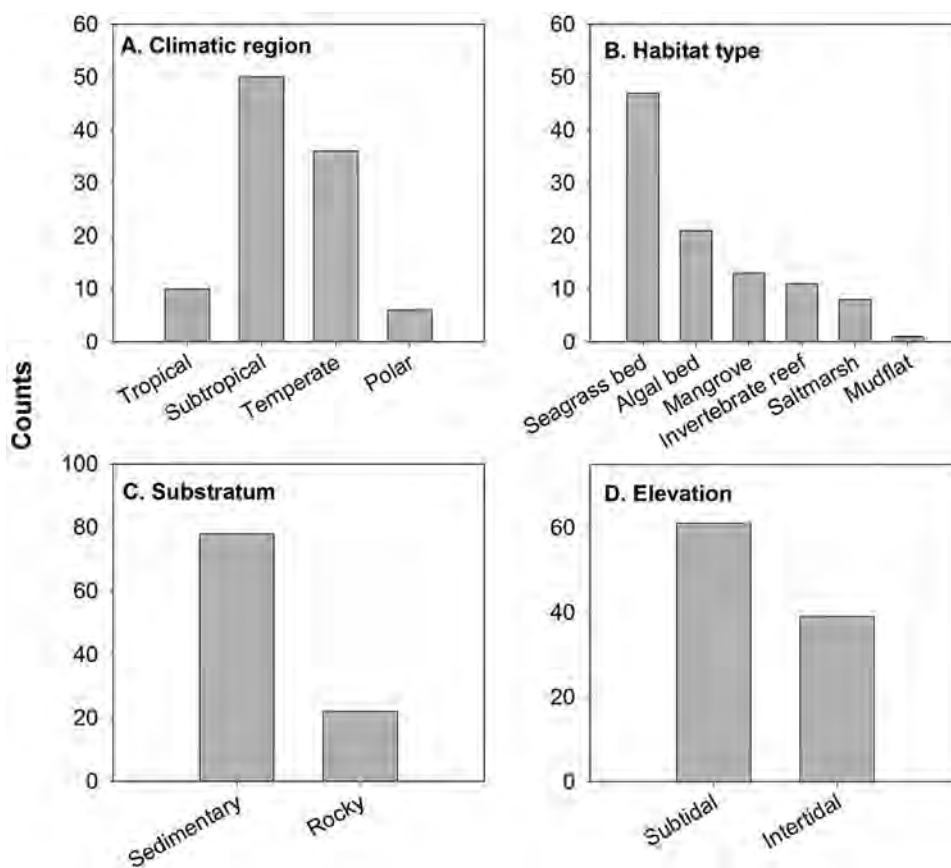 A. Climatic region
60
50
40
30
20
10
0
Tropical
Subtropical
Temperate
Polar
B. Habitat type
60
50
40
30
20
10
0
Seagrass bed
Algal bed
Mangrove
Invertebrate reef
Saltmarsh
Mudflat
Counts
C. Substratum
100
80
60
40
20
0
Sedimentary
Rocky
D. Elevation
60
40
20
0
Subtidal
Intertidal